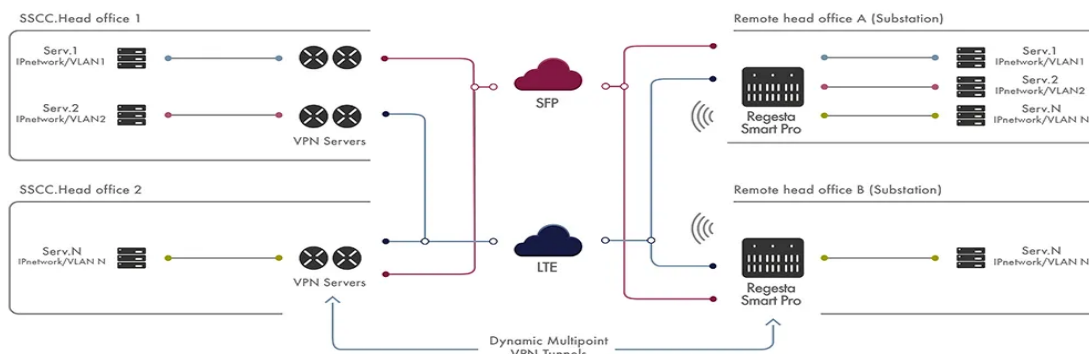 SSCC.Head office 1
Serv.1
IPnetwork/VLAN1
Serv.2
IPnetwork/VLAN2
VPN Servers
SSCC.Head office 2
Serv.N
IPnetwork/VLAN N
VPN Servers
SFP
LTE
Remote head office A (Substation)
Regesta
Smart Pro
Serv.1
IPnetwork/VLAN1
Serv.2
IPnetwork/VLAN2
Serv.N
IPnetwork/VLAN N
Remote head office B (Substation)
Regesta
Smart Pro
Serv.N
IPnetwork/VLAN N
Dynamic Multipoint
VPN Tunnels